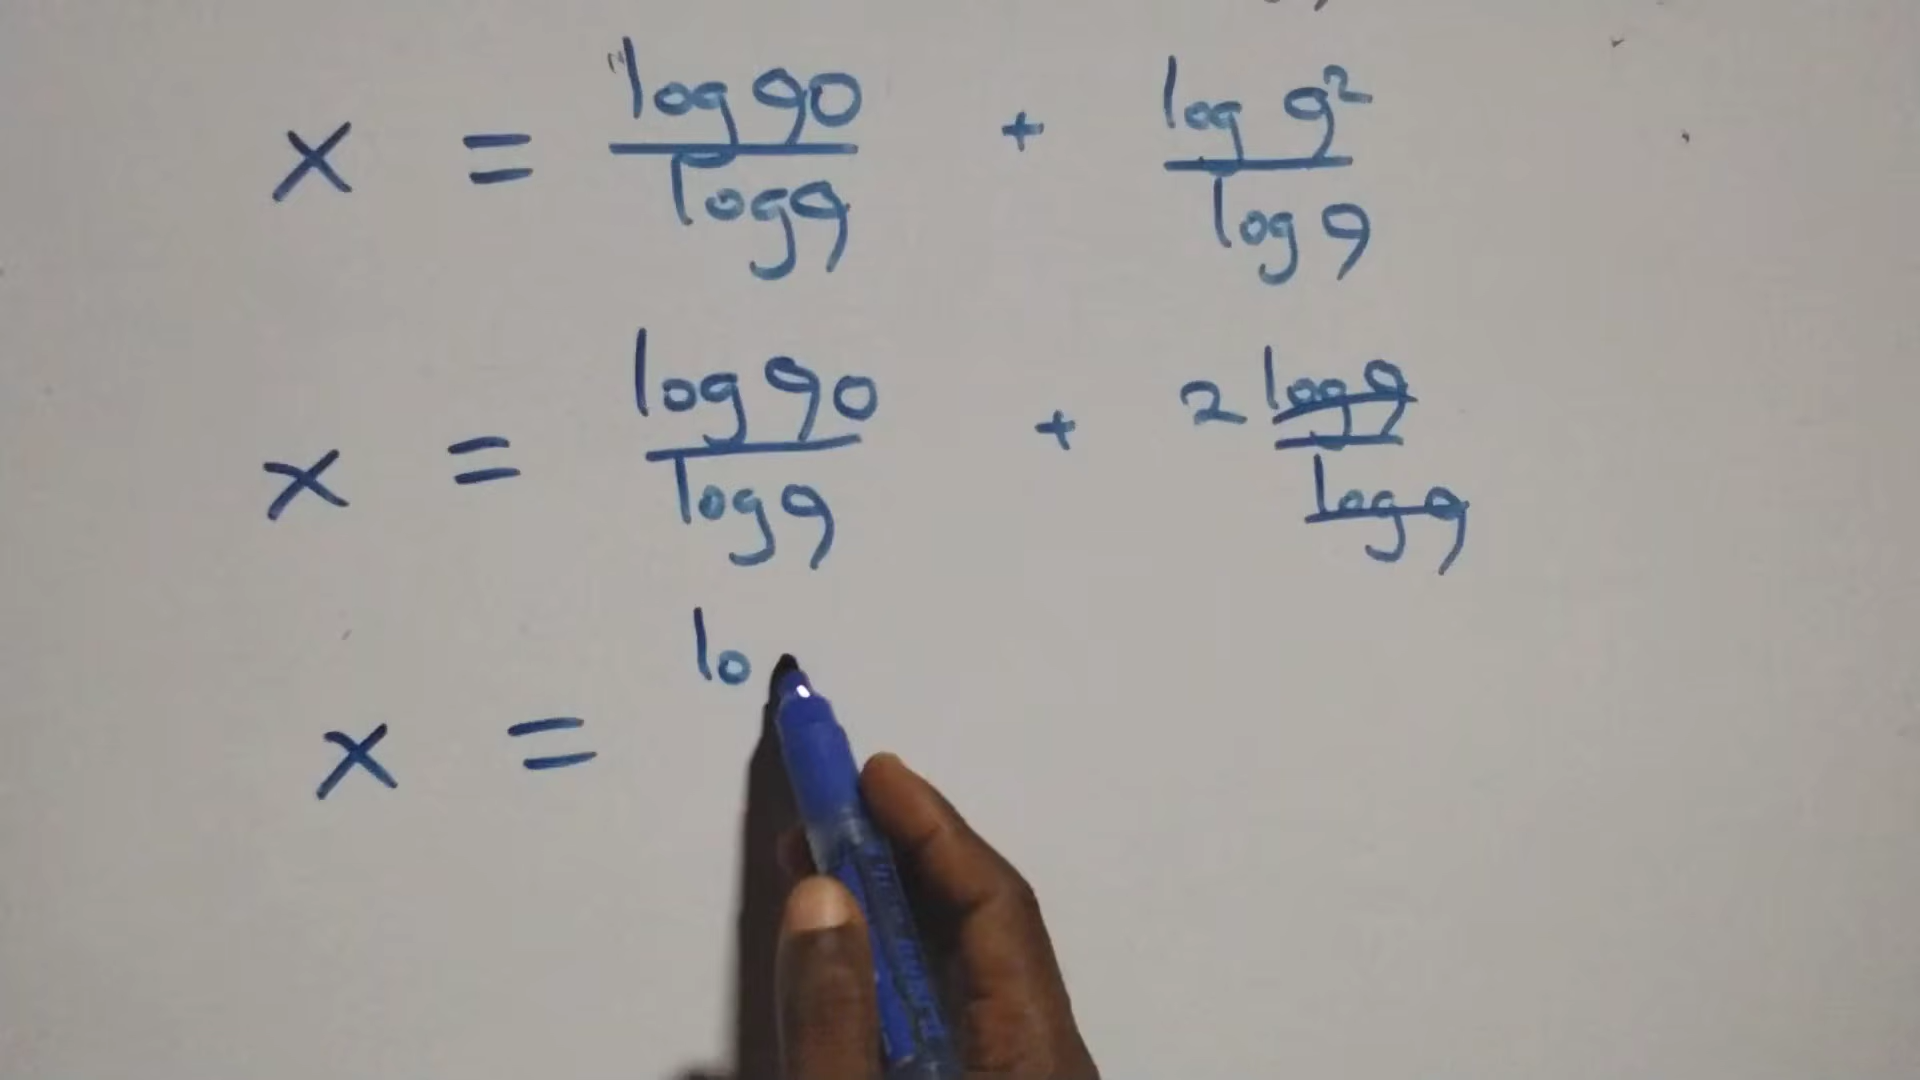 x = log 90 / log 9 + log 9² / log 9
x = log 90 / log 9 + 2 log 9 / log 9
x = lo